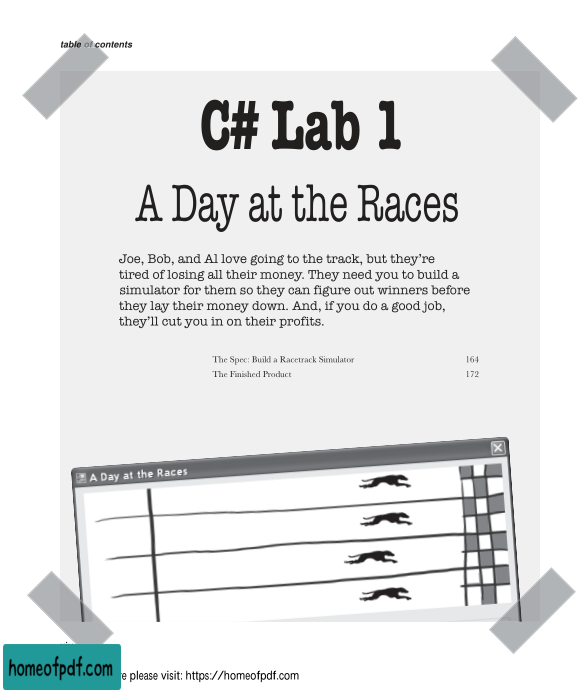 table of contents
C# Lab 1
A Day at the Races
Joe, Bob, and Al love going to the track, but they're
tired of losing all their money. They need you to build a
simulator for them so they can figure out winners before
they lay their money down. And, if you do a good job,
they'll cut you in on their profits.
The Spec: Build a Racetrack Simulator 164
The Finished Product 172
A Day at the Races
homeofpdf.com
please visit: https://homeofpdf.com